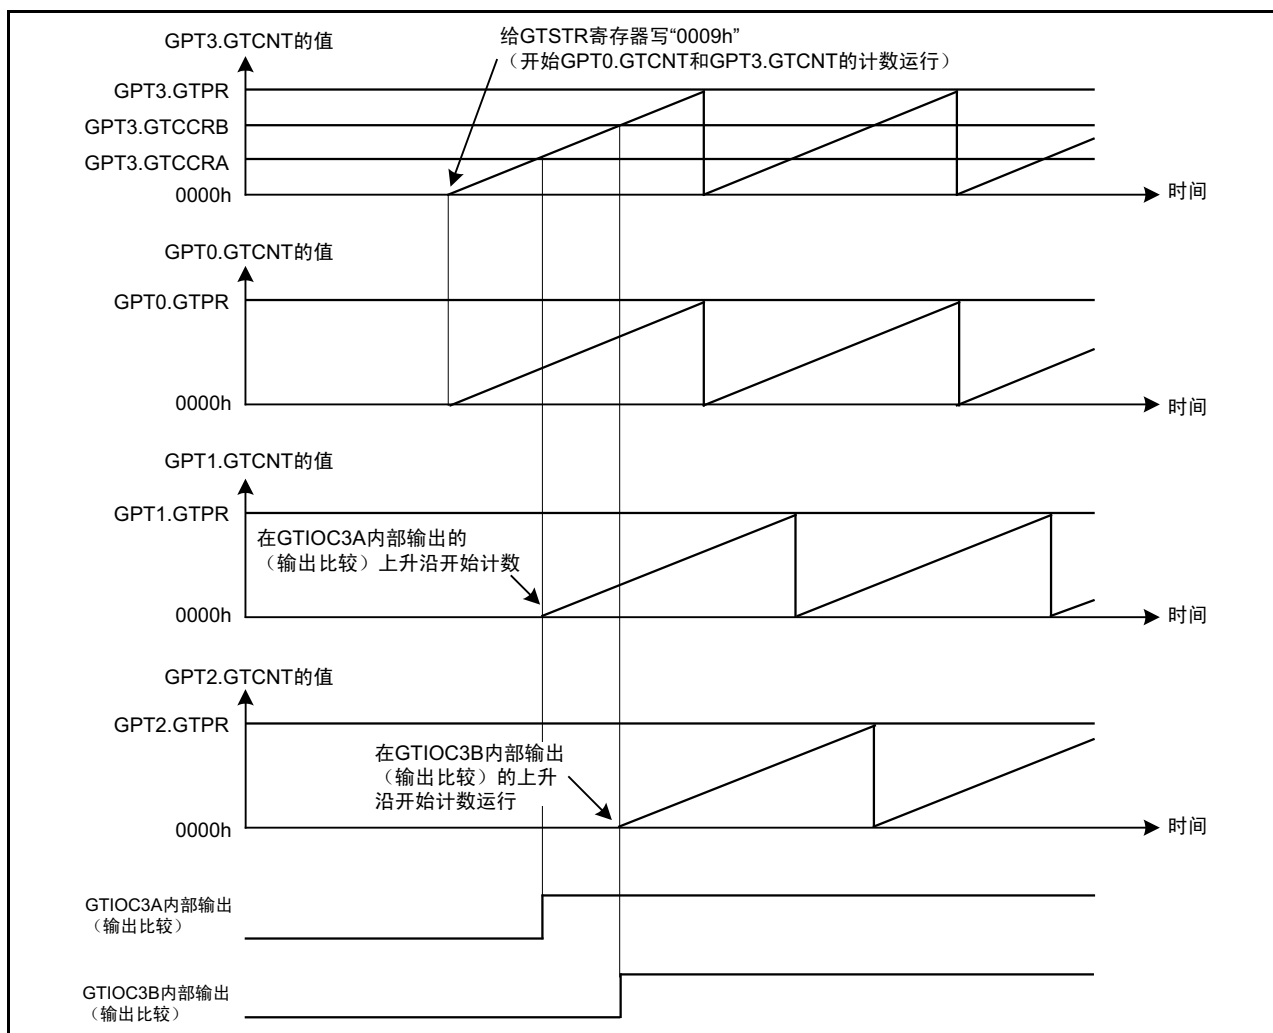 GPT3.GTCNT的值
给GTSTR寄存器写“0009h”
（开始GPT0.GTCNT和GPT3.GTCNT的计数运行）
GPT3.GTPR
GPT3.GTCCRB
GPT3.GTCCRA
0000h
时间
GPT0.GTCNT的值
GPT0.GTPR
0000h
时间
GPT1.GTCNT的值
GPT1.GTPR
在GTIOC3A内部输出的
（输出比较）上升沿开始计数
0000h
时间
GPT2.GTCNT的值
GPT2.GTPR
在GTIOC3B内部输出
（输出比较）的上升
沿开始计数运行
0000h
时间
GTIOC3A内部输出
（输出比较）
GTIOC3B内部输出
（输出比较）